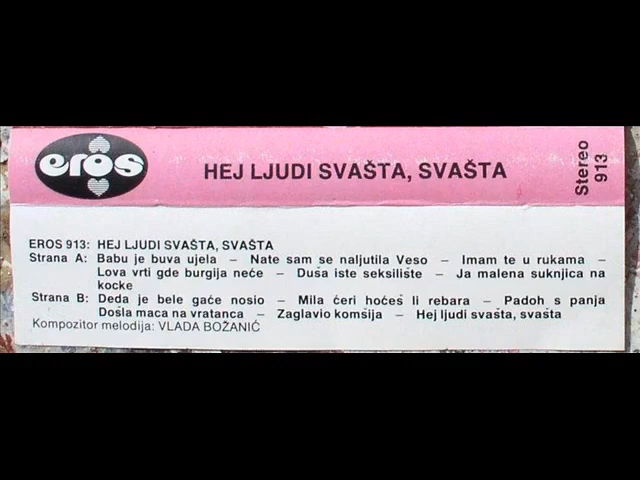 eros
HEJ LJUDI SVAŠTA, SVAŠTA
Stereo
913
EROS 913: HEJ LJUDI SVAŠTA, SVAŠTA
Strana A: Babu je buva ujela – Nate sam se naljutila Veso – Imam te u rukama –
Lova vrti gde burgija neće – Duša iste seksiliste – Ja malena suknjica na
kocke
Strana B: Deda je bele gaće nosio – Mila ćeri hoćeš li rebara – Padoh s panja
Došla maca na vratanca – Zaglavio komšija – Hej ljudi svašta, svašta
Kompozitor melodija: VLADA BOŽANIĆ